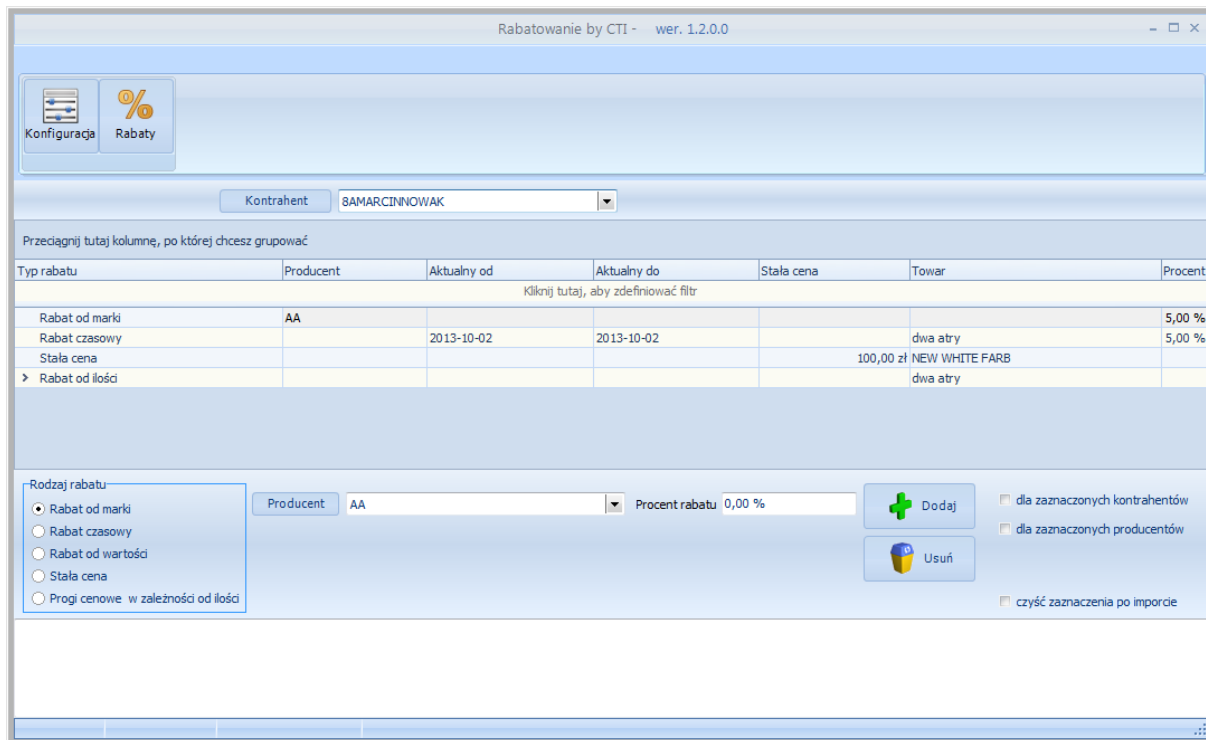 Rabatowanie by CTI - wer. 1.2.0.0
Konfiguracja Rabaty
Kontrahent 8AMARCINNOWAK
Przeciągnij tutaj kolumnę, po której chcesz grupować
Typ rabatu Producent Aktualny od Aktualny do Stała cena Towar Procent
Kliknij tutaj, aby zdefiniować filtr
Rabat od marki AA 5,00 %
Rabat czasowy 2013-10-02 2013-10-02 dwa atry 5,00 %
Stała cena 100,00 zł NEW WHITE FARB
Rabat od ilości dwa atry
Rodzaj rabatu
Rabat od marki
Rabat czasowy
Rabat od wartości
Stała cena
Progi cenowe w zależności od ilości
Producent AA Procent rabatu 0,00 %
Dodaj
Usuń
dla zaznaczonych kontrahentów
dla zaznaczonych producentów
czyść zaznaczenia po imporcie